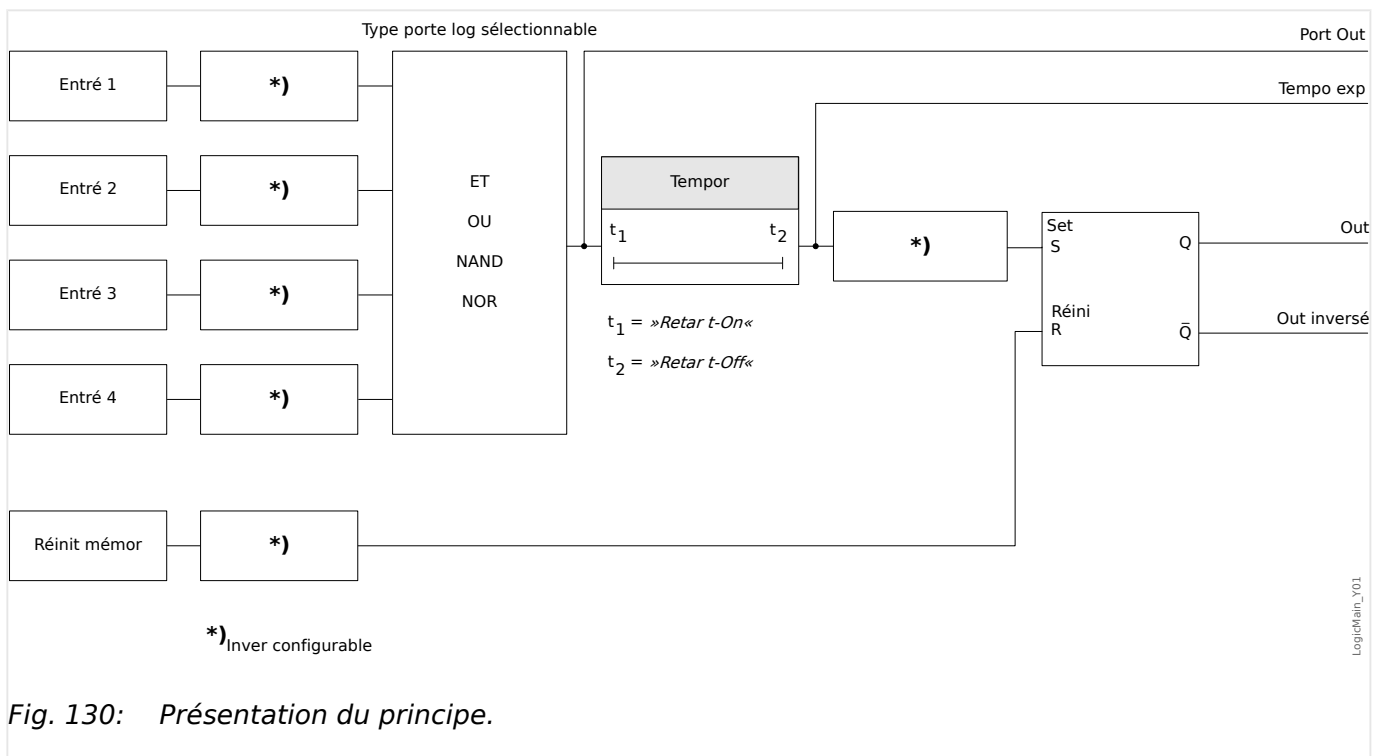 Type porte log sélectionnable
Port Out
Entré 1
*)
Tempo exp
Entré 2
*)
ET
OU
NAND
NOR
Tempor
t1
t2
*)
Set
S
Q
Out
Entré 3
*)
Réini
R
Q̄
Out inversé
t1 = »Retar t-On«
t2 = »Retar t-Off«
Entré 4
*)
Réinit mémor
*)
*)Inver configurable
LogicMain_Y01
Fig. 130: Présentation du principe.